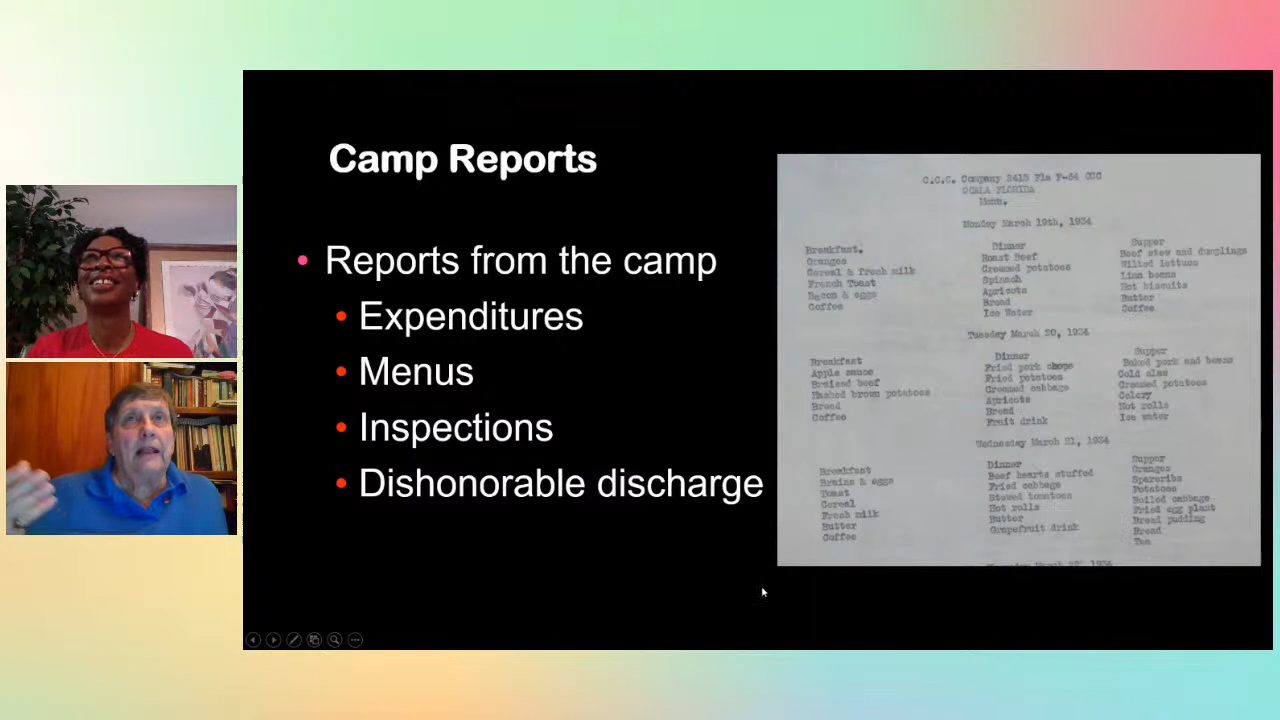 Camp Reports
• Reports from the camp
• Expenditures
• Menus
• Inspections
• Dishonorable discharge
C.C.C. Company 2415 Fla P-64 CCC
OCALA FLORIDA
Menu.
Monday March 19th, 1934
Breakfast.
Oranges
Cereal & fresh milk
French Toast
Bacon & eggs
Coffee
Dinner
Roast Beef
Creamed potatoes
Spinach
Apricots
Bread
Ice Water
Supper
Beef stew and dumplings
Wilted lettuce
Lima beans
Hot biscuits
Butter
Coffee
Tuesday March 20, 1934
Breakfast
Apple sauce
Braised beef
Hashed brown potatoes
Bread
Coffee
Dinner
Fried pork chops
Fried potatoes
Creamed cabbage
Apricots
Bread
Fruit drink
Supper
Baked pork and beans
Cold slaw
Creamed potatoes
Celery
Hot rolls
Ice water
Wednesday March 21, 1934
Breakfast
Brains & eggs
Toast
Cereal
Fresh milk
Butter
Coffee
Dinner
Beef hearts stuffed
Fried cabbage
Stewed tomatoes
Hot rolls
Butter
Grapefruit drink
Supper
Oranges
Spareribs
Potatoes
Boiled cabbage
Fried egg plant
Bread pudding
Bread
Tea